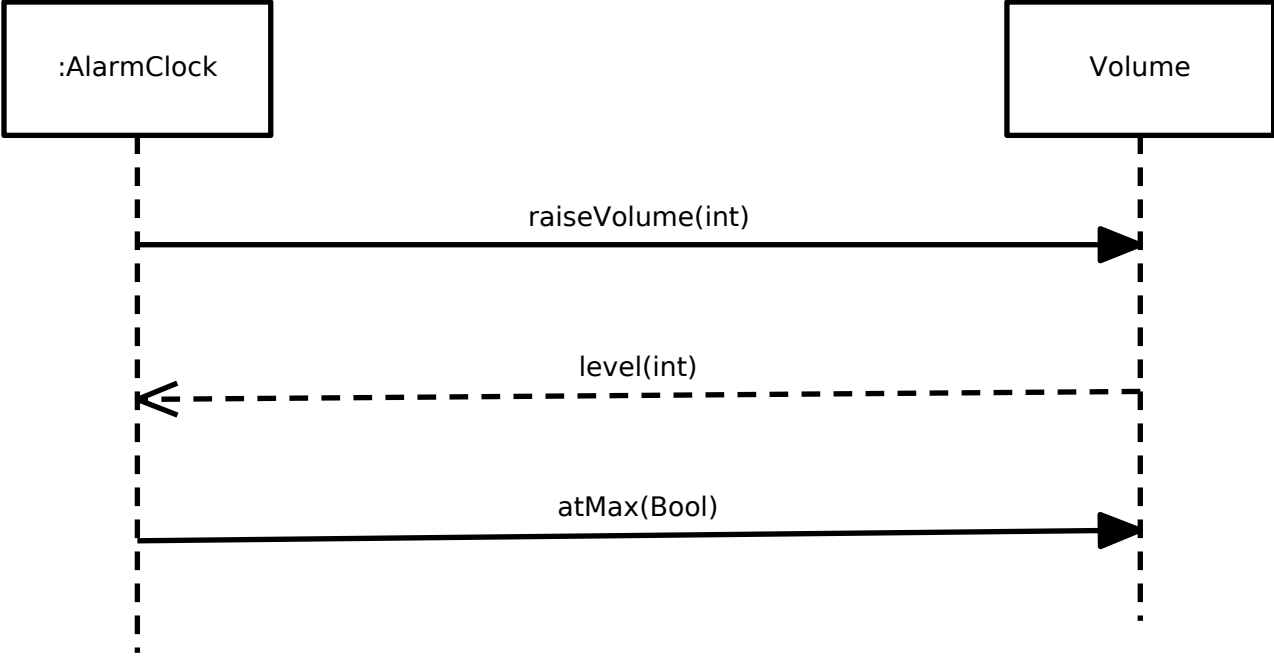 :AlarmClock
Volume
raiseVolume(int)
level(int)
atMax(Bool)